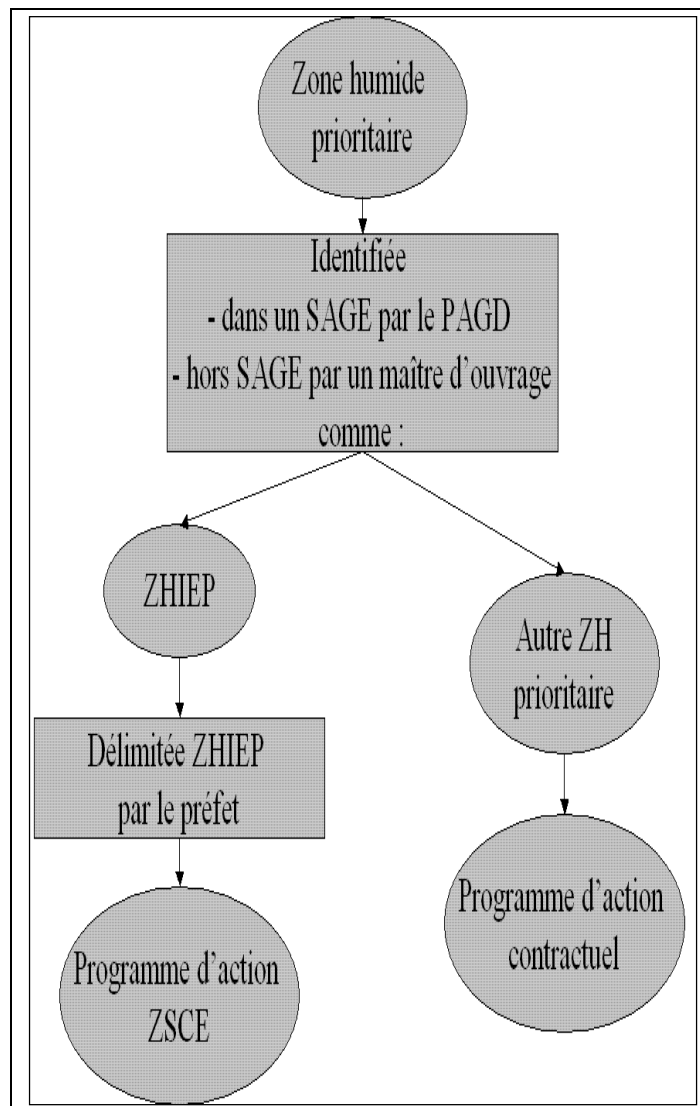 Zone humide
prioritaire
Identifiée
- dans un SAGE par le PAGD
- hors SAGE par un maître d'ouvrage
comme :
ZHIEP
Autre ZH
prioritaire
Délimitée ZHIEP
par le préfet
Programme d'action
contractuel
Programme d'action
ZSCE